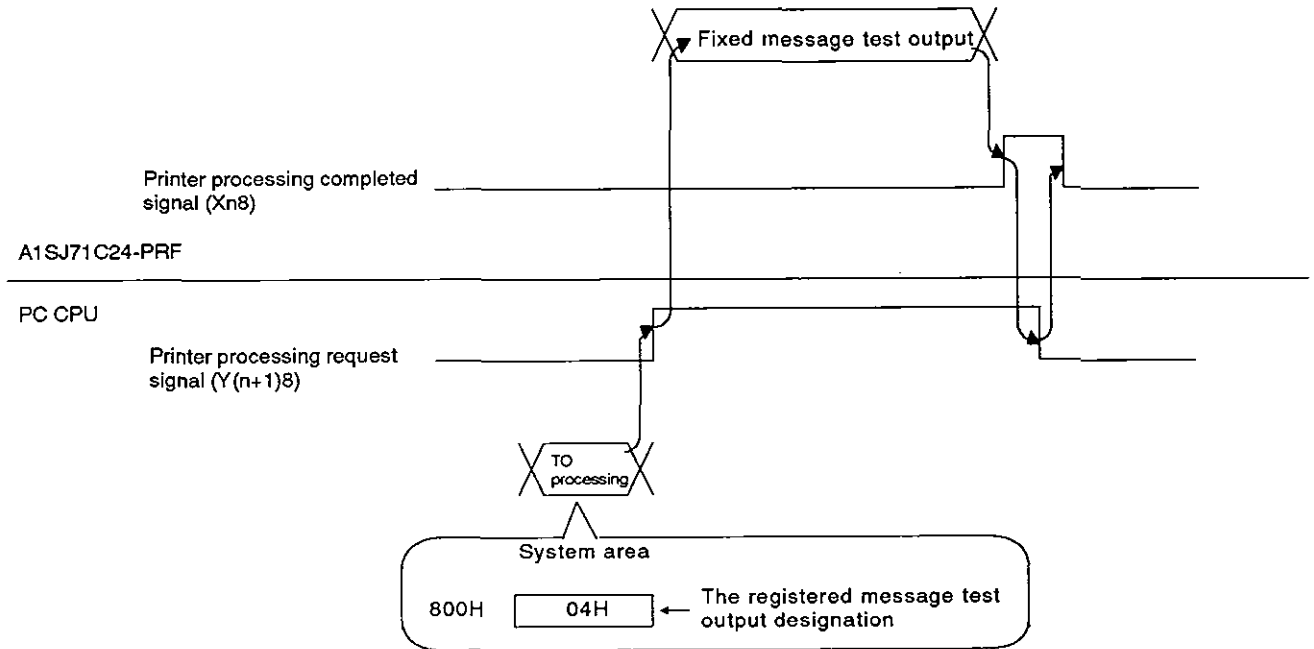 Fixed message test output
Printer processing completed
signal (Xn8)
A1SJ71C24-PRF
PC CPU
Printer processing request
signal (Y(n+1)8)
TO
processing
System area
800H 04H The registered message test
output designation